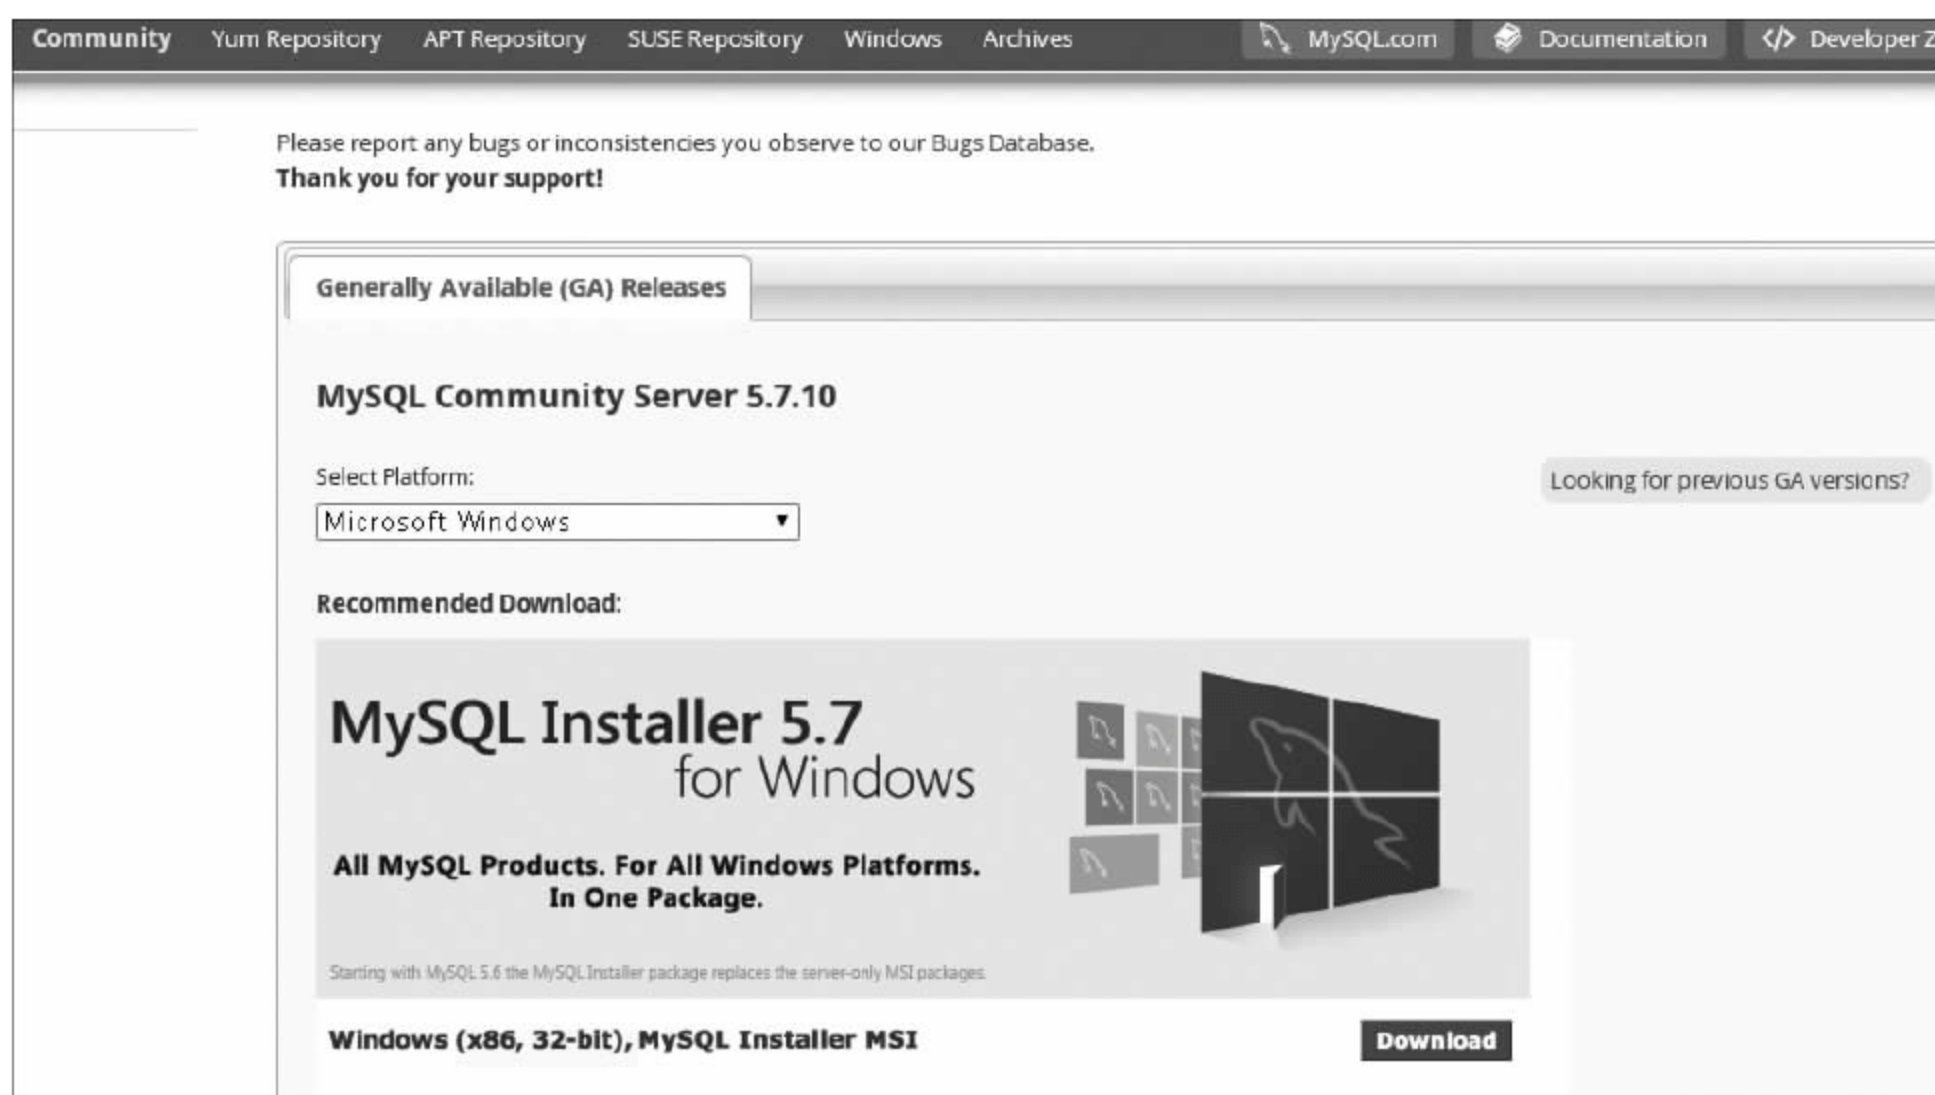 Community Yum Repository APT Repository SUSE Repository Windows Archives MySQL.com Documentation </> Developer Z
Please report any bugs or inconsistencies you observe to our Bugs Database.
Thank you for your support!
Generally Available (GA) Releases
MySQL Community Server 5.7.10
Select Platform:
Looking for previous GA versions?
Microsoft Windows
Recommended Download:
MySQL Installer 5.7
for Windows
All MySQL Products. For All Windows Platforms.
In One Package.
Starting with MySQL 5.6 the MySQL Installer package replaces the server-only MSI packages.
Windows (x86, 32-bit), MySQL Installer MSI
Download